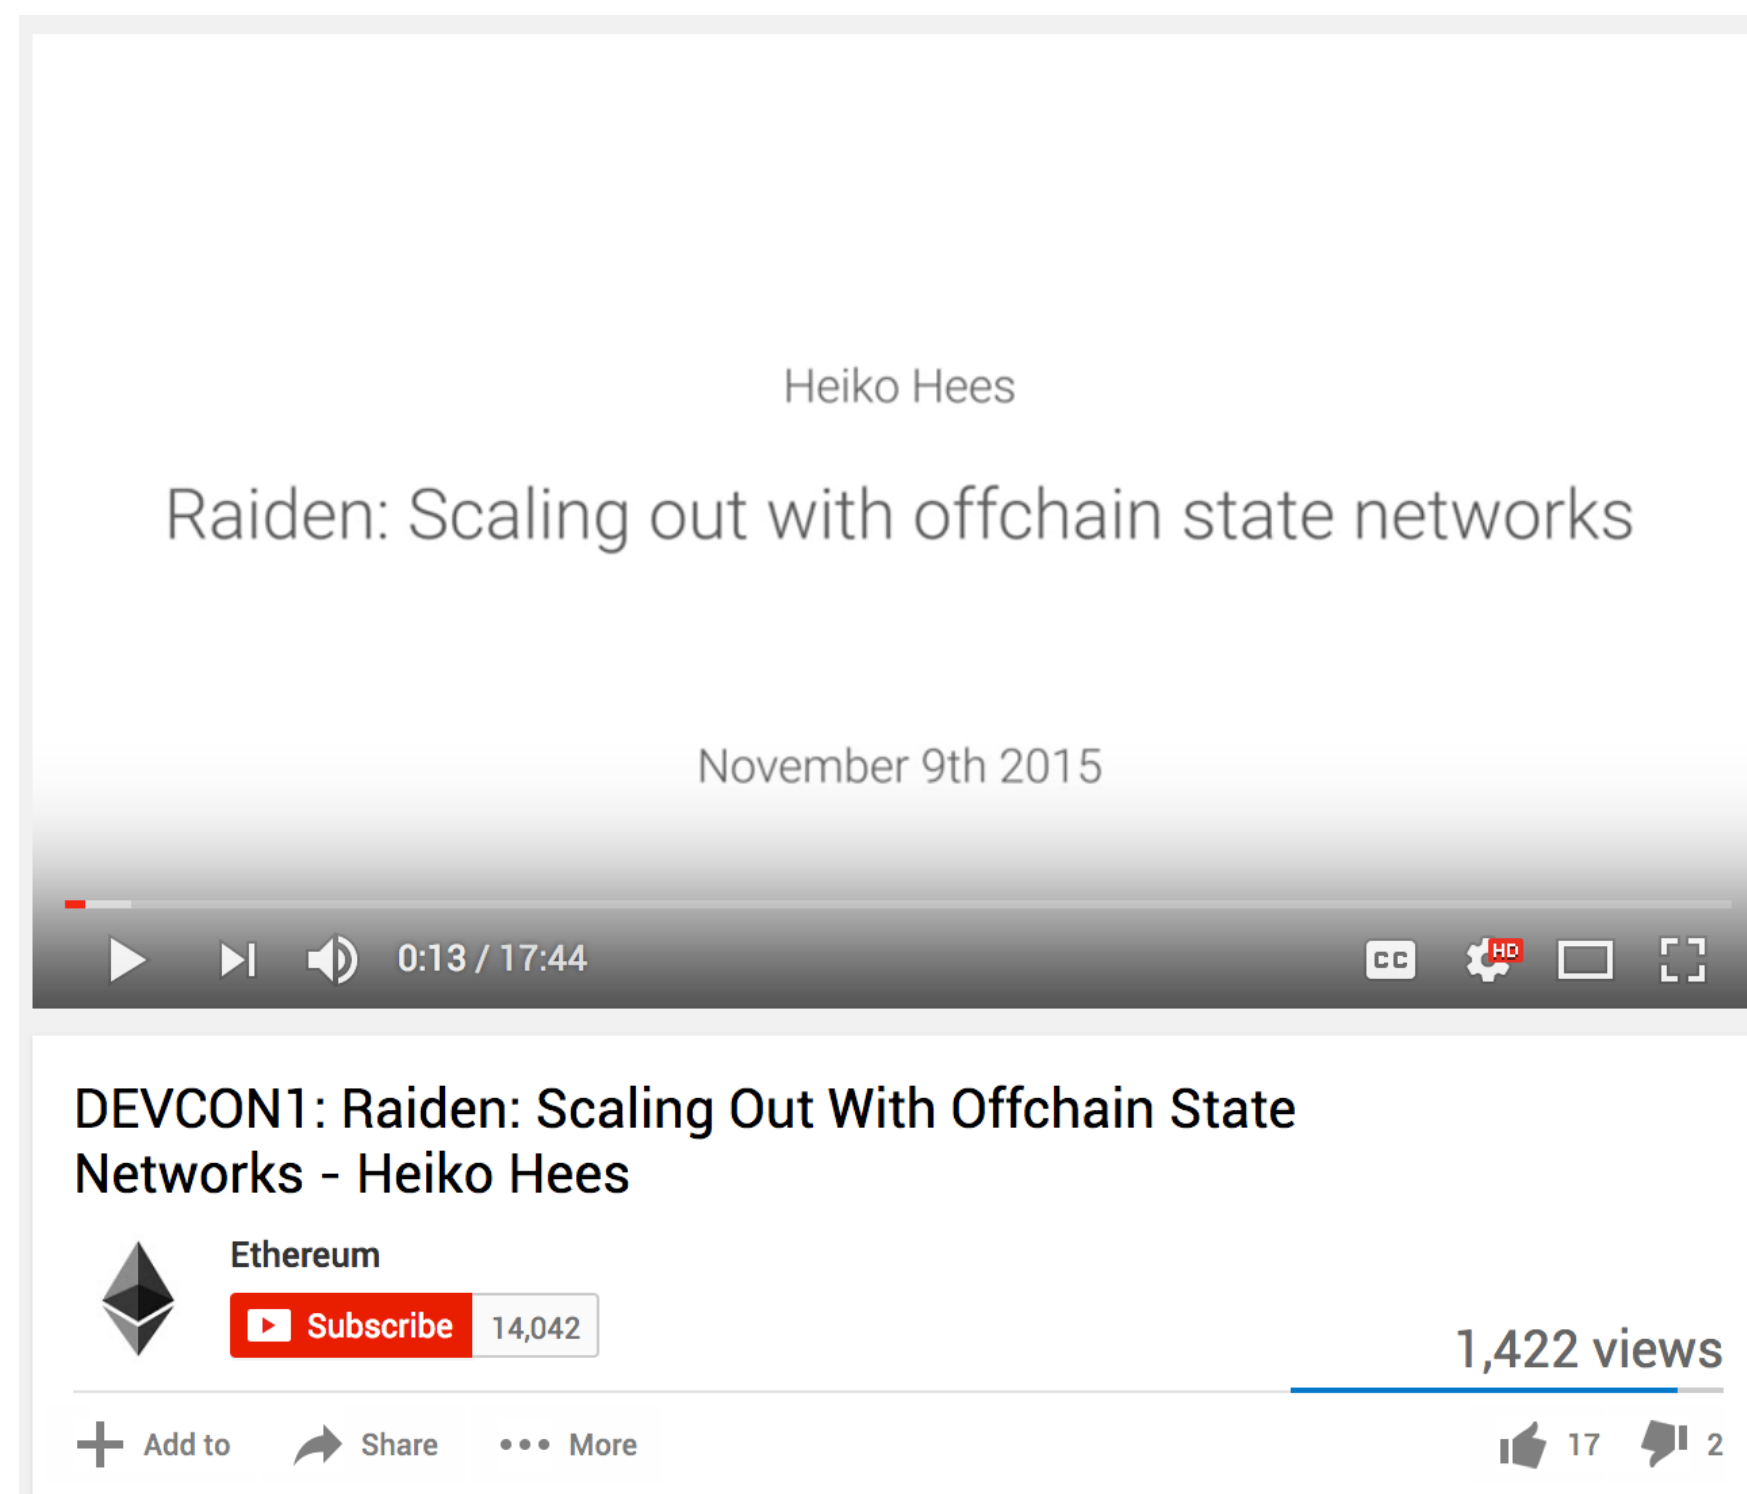 Heiko Hees
Raiden: Scaling out with offchain state networks
November 9th 2015
0:13 / 17:44
CC
HD
DEVCON1: Raiden: Scaling Out With Offchain State
Networks - Heiko Hees
Ethereum
Subscribe 14,042
1,422 views
Add to Share More 17 2